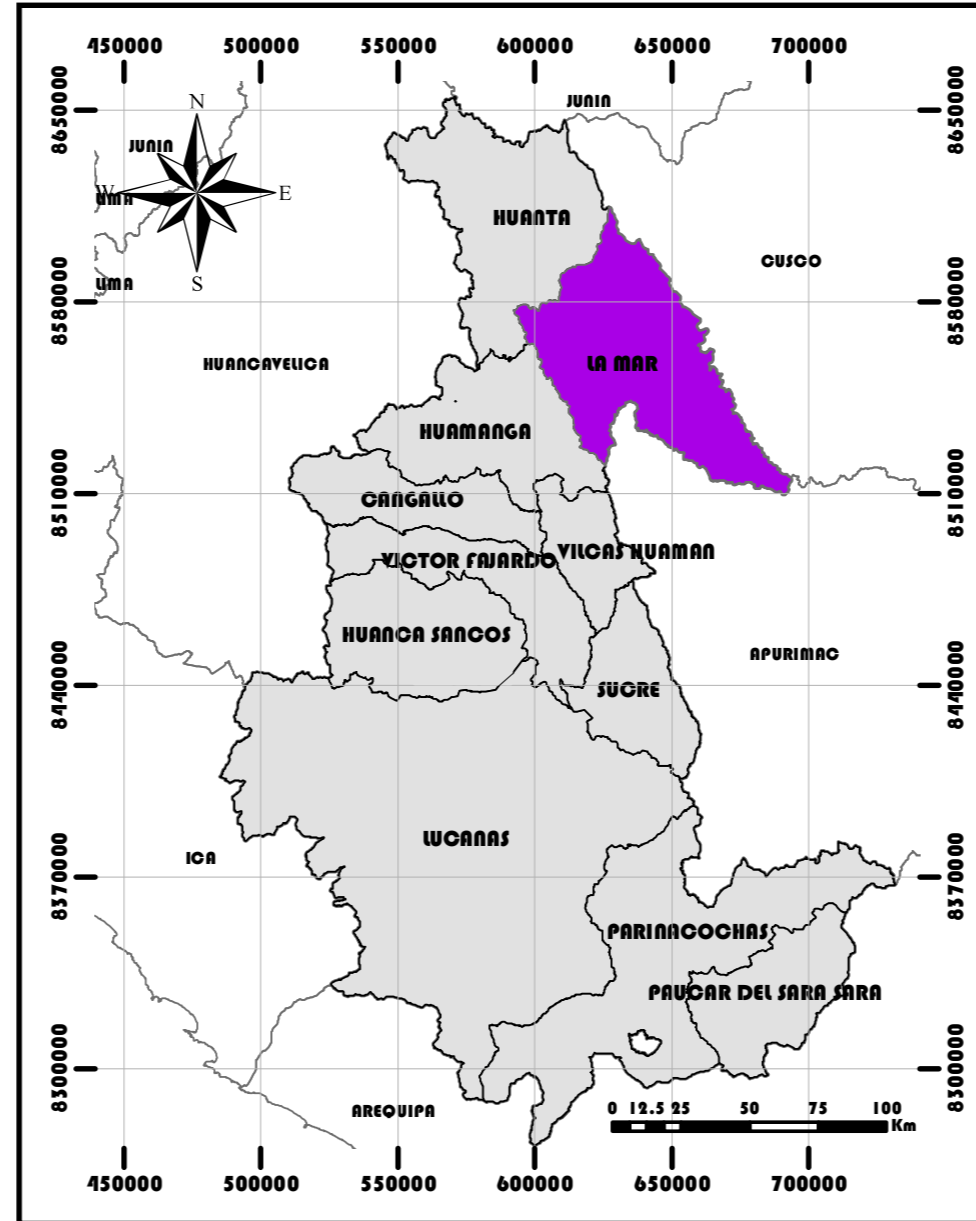 450000 500000 550000 600000 650000 700000
8650000 JUNIN 8650000
N
JUNIN
W E
LIMA
HUANTA
CUSCO
S
LIMA
8580000 8580000
HUANCAVELICA
LA MAR
HUAMANGA
8510000 CANGALLO 8510000
VICTOR FAJARDO VILCAS HUAMAN
HUANCA SANCOS
APURIMAC
8440000 SUCRE 8440000
LUCANAS
ICA
8370000 8370000
PARINACOCHAS
PAUCAR DEL SARA SARA
8300000 8300000
AREQUIPA
0 12.5 25 50 75 100
Km
450000 500000 550000 600000 650000 700000